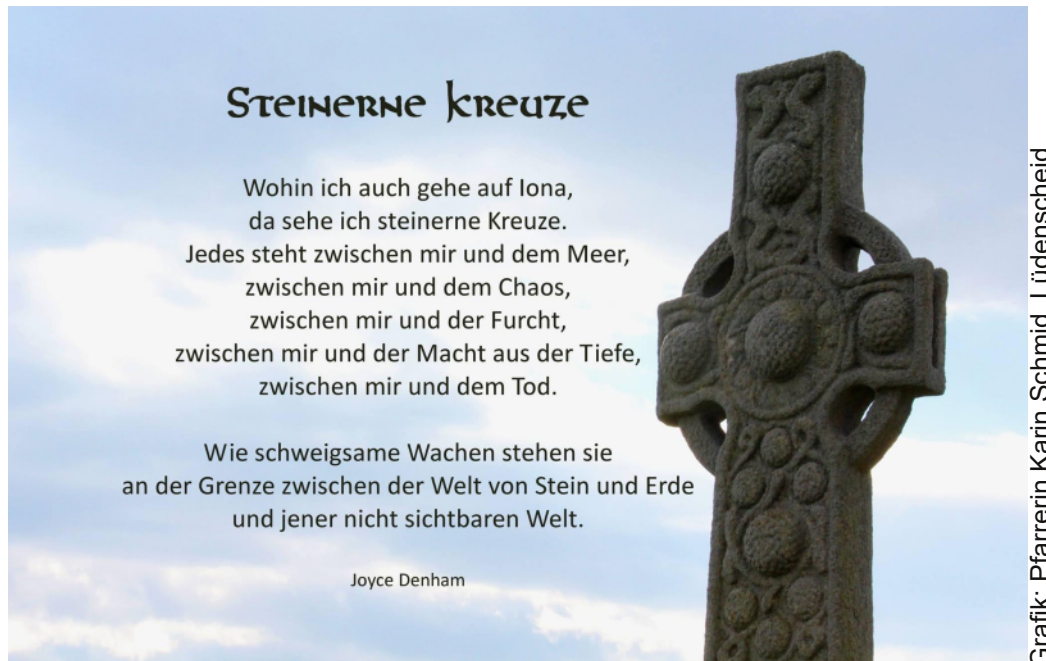 Steinerne Kreuze
Wohin ich auch gehe auf Iona,
da sehe ich steinerne Kreuze.
Jedes steht zwischen mir und dem Meer,
zwischen mir und dem Chaos,
zwischen mir und der Furcht,
zwischen mir und der Macht aus der Tiefe,
zwischen mir und dem Tod.
Wie schweigsame Wachen stehen sie
an der Grenze zwischen der Welt von Stein und Erde
und jener nicht sichtbaren Welt.
Joyce Denham
Grafik: Pfarrerin Karin Schmid, Lüdenscheid